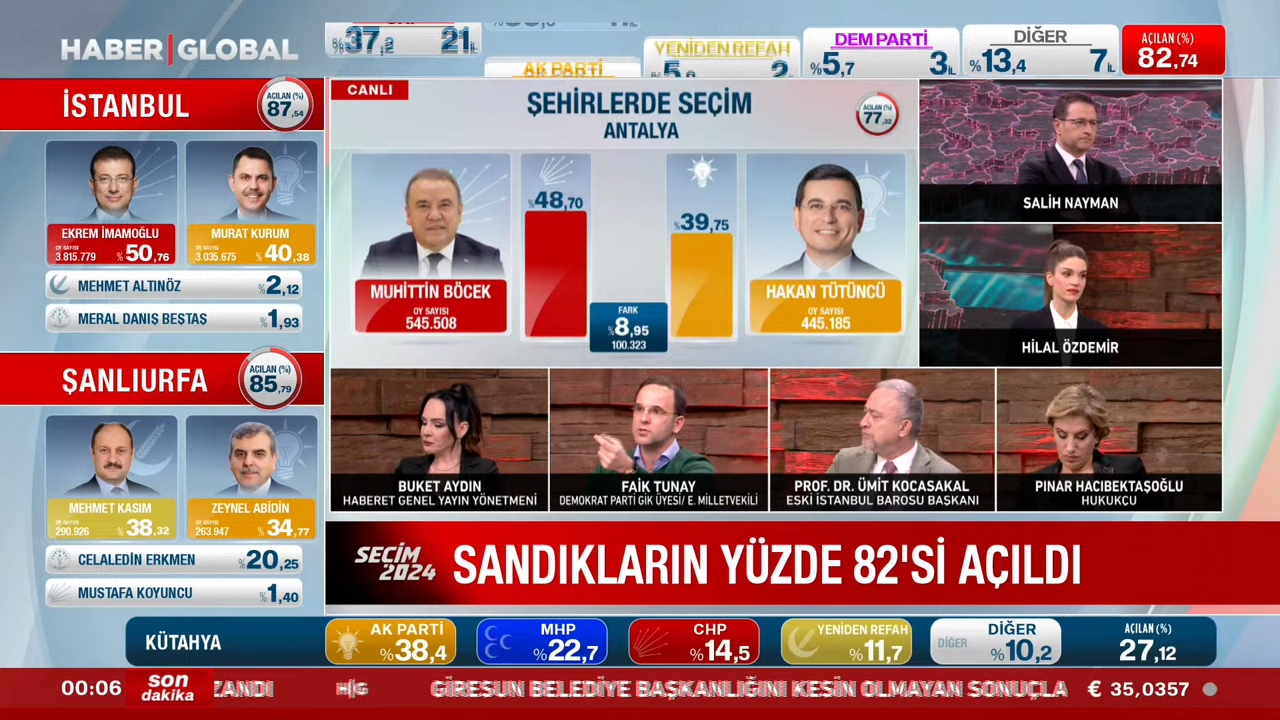 HABER|GLOBAL
%37,2 21İL
AK PARTİ
YENİDEN REFAH
DEM PARTİ
%5,7 3İL
DİĞER
%13,4 7İL
AÇILAN (%)
82,74
İSTANBUL
AÇILAN (%)
87,54
EKREM İMAMOĞLU
OY SAYISI
3.815.779 %50,76
MURAT KURUM
OY SAYISI
3.035.675 %40,38
MEHMET ALTINÖZ %2,12
MERAL DANIŞ BEŞTAŞ %1,93
ŞANLIURFA
AÇILAN (%)
85,79
MEHMET KASIM
OY SAYISI
290.926 %38,32
ZEYNEL ABİDİN
OY SAYISI
263.947 %34,77
CELALEDİN ERKMEN %20,25
MUSTAFA KOYUNCU %1,40
CANLI
ŞEHİRLERDE SEÇİM
ANTALYA
AÇILAN (%)
77,32
%48,70
%39,75
MUHİTTİN BÖCEK
OY SAYISI
545.508
FARK
%8,95
100.323
HAKAN TÜTÜNCÜ
OY SAYISI
445.185
SALİH NAYMAN
HİLAL ÖZDEMİR
BUKET AYDIN
HABERET GENEL YAYIN YÖNETMENİ
FAİK TUNAY
DEMOKRAT PARTİ GİK ÜYESİ/ E. MİLLETVEKİLİ
PROF. DR. ÜMİT KOCASAKAL
ESKİ İSTANBUL BAROSU BAŞKANI
PINAR HACIBEKTAŞOĞLU
HUKUKÇU
SEÇİM
2024
SANDIKLARIN YÜZDE 82'Sİ AÇILDI
KÜTAHYA
AK PARTİ
%38,4
MHP
%22,7
CHP
%14,5
YENİDEN REFAH
%11,7
DİĞER
DİĞER
%10,2
AÇILAN (%)
27,12
00:06 son dakika ZANDI H|G GİRESUN BELEDİYE BAŞKANLIĞINI KESİN OLMAYAN SONUÇLA € 35,0357